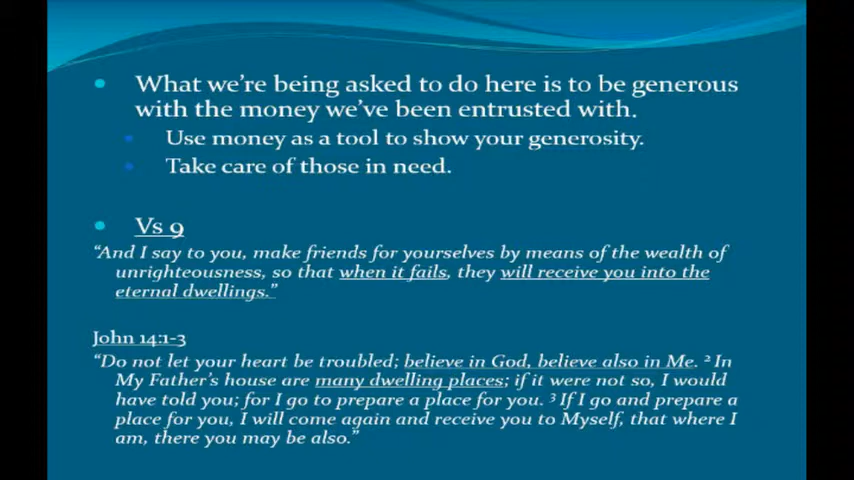 What we're being asked to do here is to be generous
with the money we've been entrusted with.
Use money as a tool to show your generosity.
Take care of those in need.
Vs 9
“And I say to you, make friends for yourselves by means of the wealth of
unrighteousness, so that when it fails, they will receive you into the
eternal dwellings.”
John 14:1-3
“Do not let your heart be troubled; believe in God, believe also in Me. ² In
My Father's house are many dwelling places; if it were not so, I would
have told you; for I go to prepare a place for you. ³ If I go and prepare a
place for you, I will come again and receive you to Myself, that where I
am, there you may be also.”